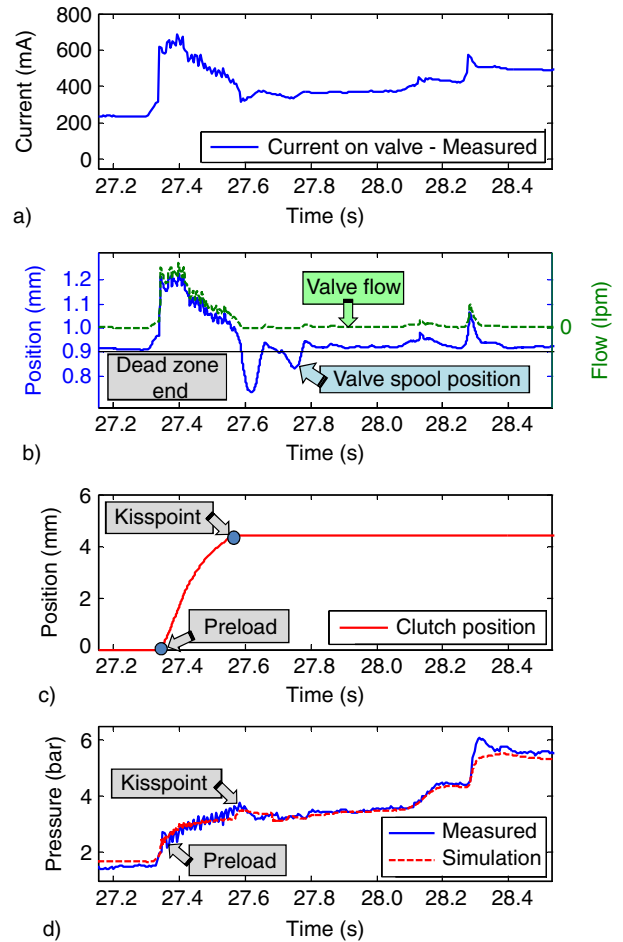 800
600
400
200
0
Current (mA)
Current on valve - Measured
27.2 27.4 27.6 27.8 28.0 28.2 28.4
a)
Time (s)
1.2
1.1
1.0
0.9
0.8
Position (mm)
Valve flow
Dead zone
end
Valve spool position
0
Flow (lpm)
27.2 27.4 27.6 27.8 28.0 28.2 28.4
b)
Time (s)
6
4
2
0
Position (mm)
Kisspoint
Preload
Clutch position
27.2 27.4 27.6 27.8 28.0 28.2 28.4
c)
Time (s)
6
4
2
Pressure (bar)
Kisspoint
Preload
Measured
Simulation
27.2 27.4 27.6 27.8 28.0 28.2 28.4
d)
Time (s)